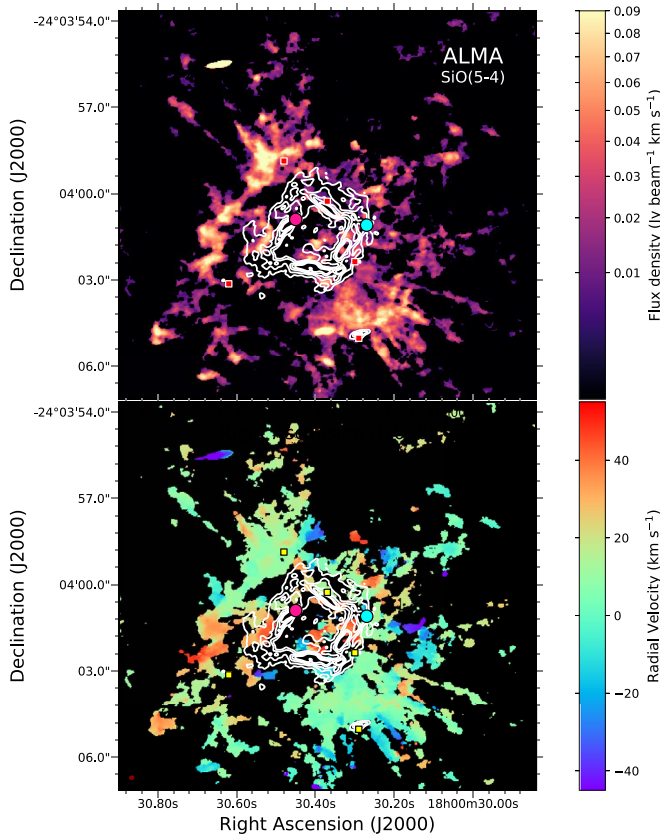 -24°03'54.0"
57.0"
04'00.0"
03.0"
06.0"
Declination (J2000)
ALMA
SiO(5-4)
0.09
0.08
0.07
0.06
0.05
0.04
0.03
0.02
0.01
Flux density (Jy beam⁻¹ km s⁻¹)
-24°03'54.0"
57.0"
04'00.0"
03.0"
06.0"
Declination (J2000)
40
20
0
−20
−40
Radial Velocity (km s⁻¹)
30.80s
30.60s
30.40s
30.20s
18h00m30.00s
Right Ascension (J2000)